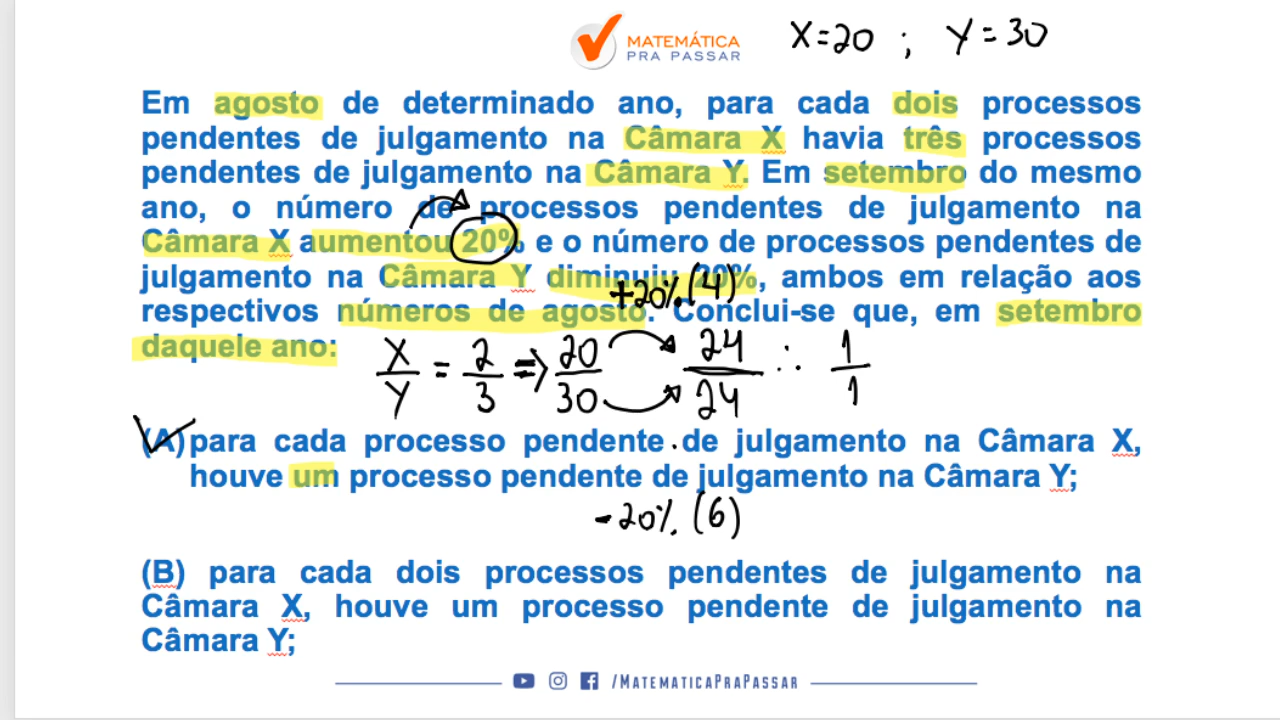 MATEMÁTICA
PRA PASSAR
X=20 ; Y=30
Em agosto de determinado ano, para cada dois processos
pendentes de julgamento na Câmara X havia três processos
pendentes de julgamento na Câmara Y. Em setembro do mesmo
ano, o número de processos pendentes de julgamento na
Câmara X aumentou 20% e o número de processos pendentes de
julgamento na Câmara Y diminuiu 20%, ambos em relação aos
+20% (4)
respectivos números de agosto. Conclui-se que, em setembro
daquele ano:
X/Y = 2/3 => 20/30 24/24 ∴ 1/1
(A) para cada processo pendente de julgamento na Câmara X,
houve um processo pendente de julgamento na Câmara Y;
-20% (6)
(B) para cada dois processos pendentes de julgamento na
Câmara X, houve um processo pendente de julgamento na
Câmara Y;
/MATEMATICAPRAPASSAR